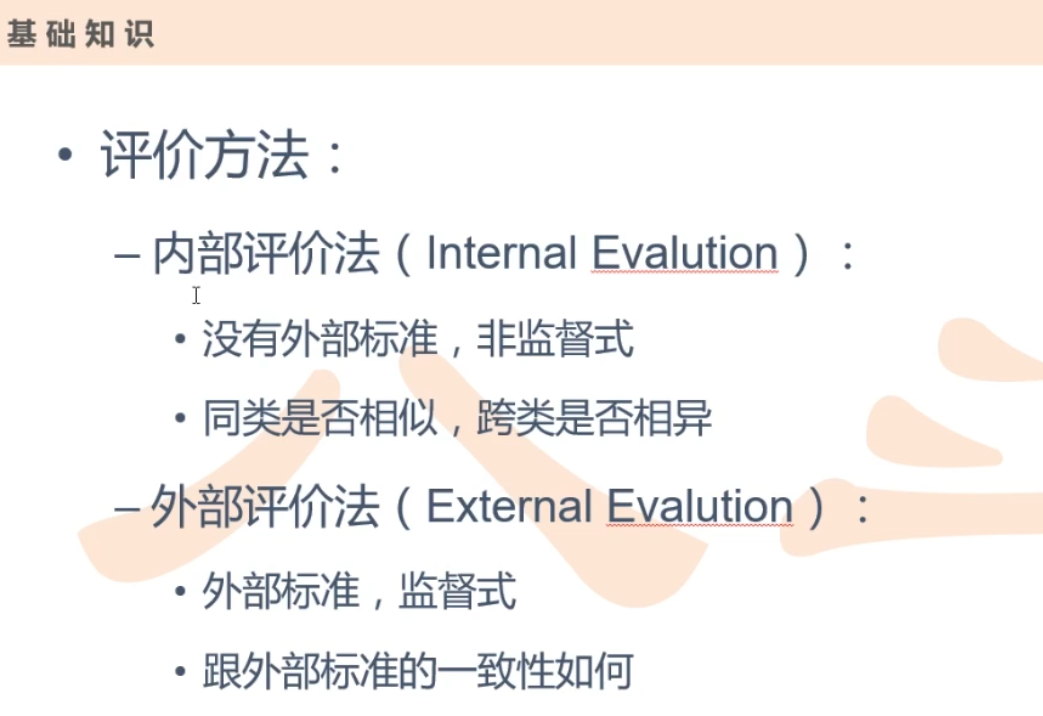 基础知识
• 评价方法：
– 内部评价法（Internal Evalution）：
• 没有外部标准，非监督式
• 同类是否相似，跨类是否相异
– 外部评价法（External Evalution）：
• 外部标准，监督式
• 跟外部标准的一致性如何